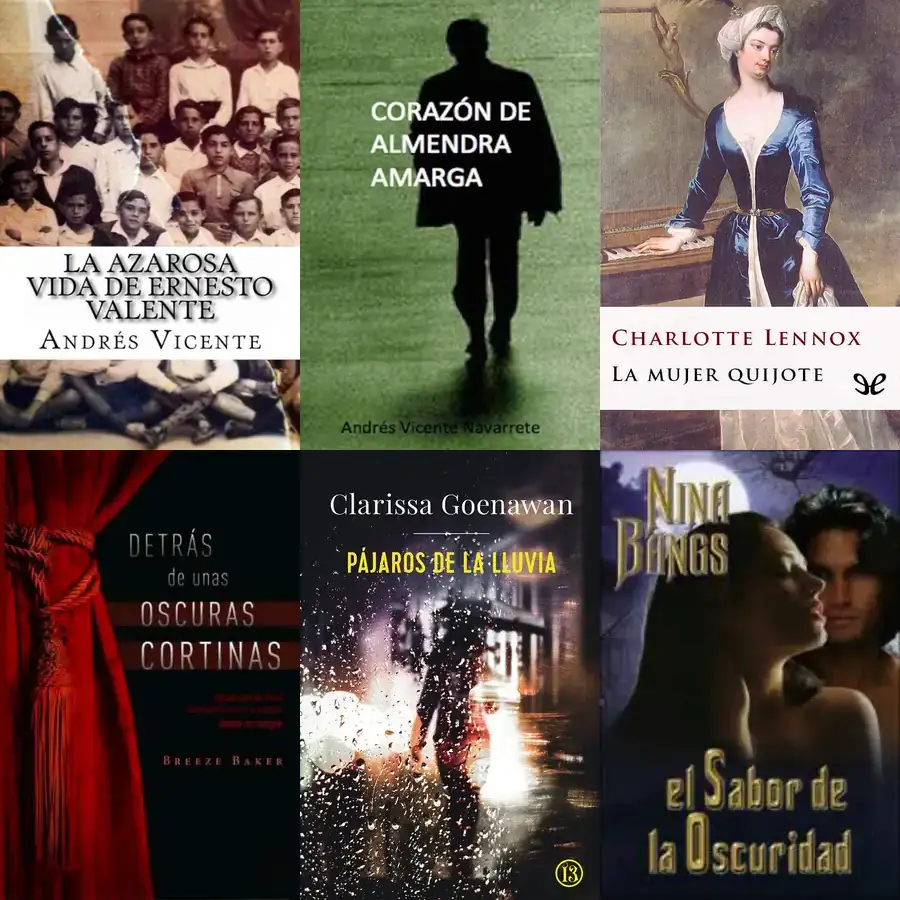 LA AZAROSA
VIDA DE ERNESTO
VALENTE
ANDRÉS VICENTE
CORAZÓN DE
ALMENDRA
AMARGA
Andrés Vicente Navarrete
CHARLOTTE LENNOX
LA MUJER QUIJOTE
DETRÁS
de unas
OSCURAS
CORTINAS
BREEZE BAKER
Clarissa Goenawan
PÁJAROS DE LA LLUVIA
13
NINA
BANGS
el Sabor de
la Oscuridad